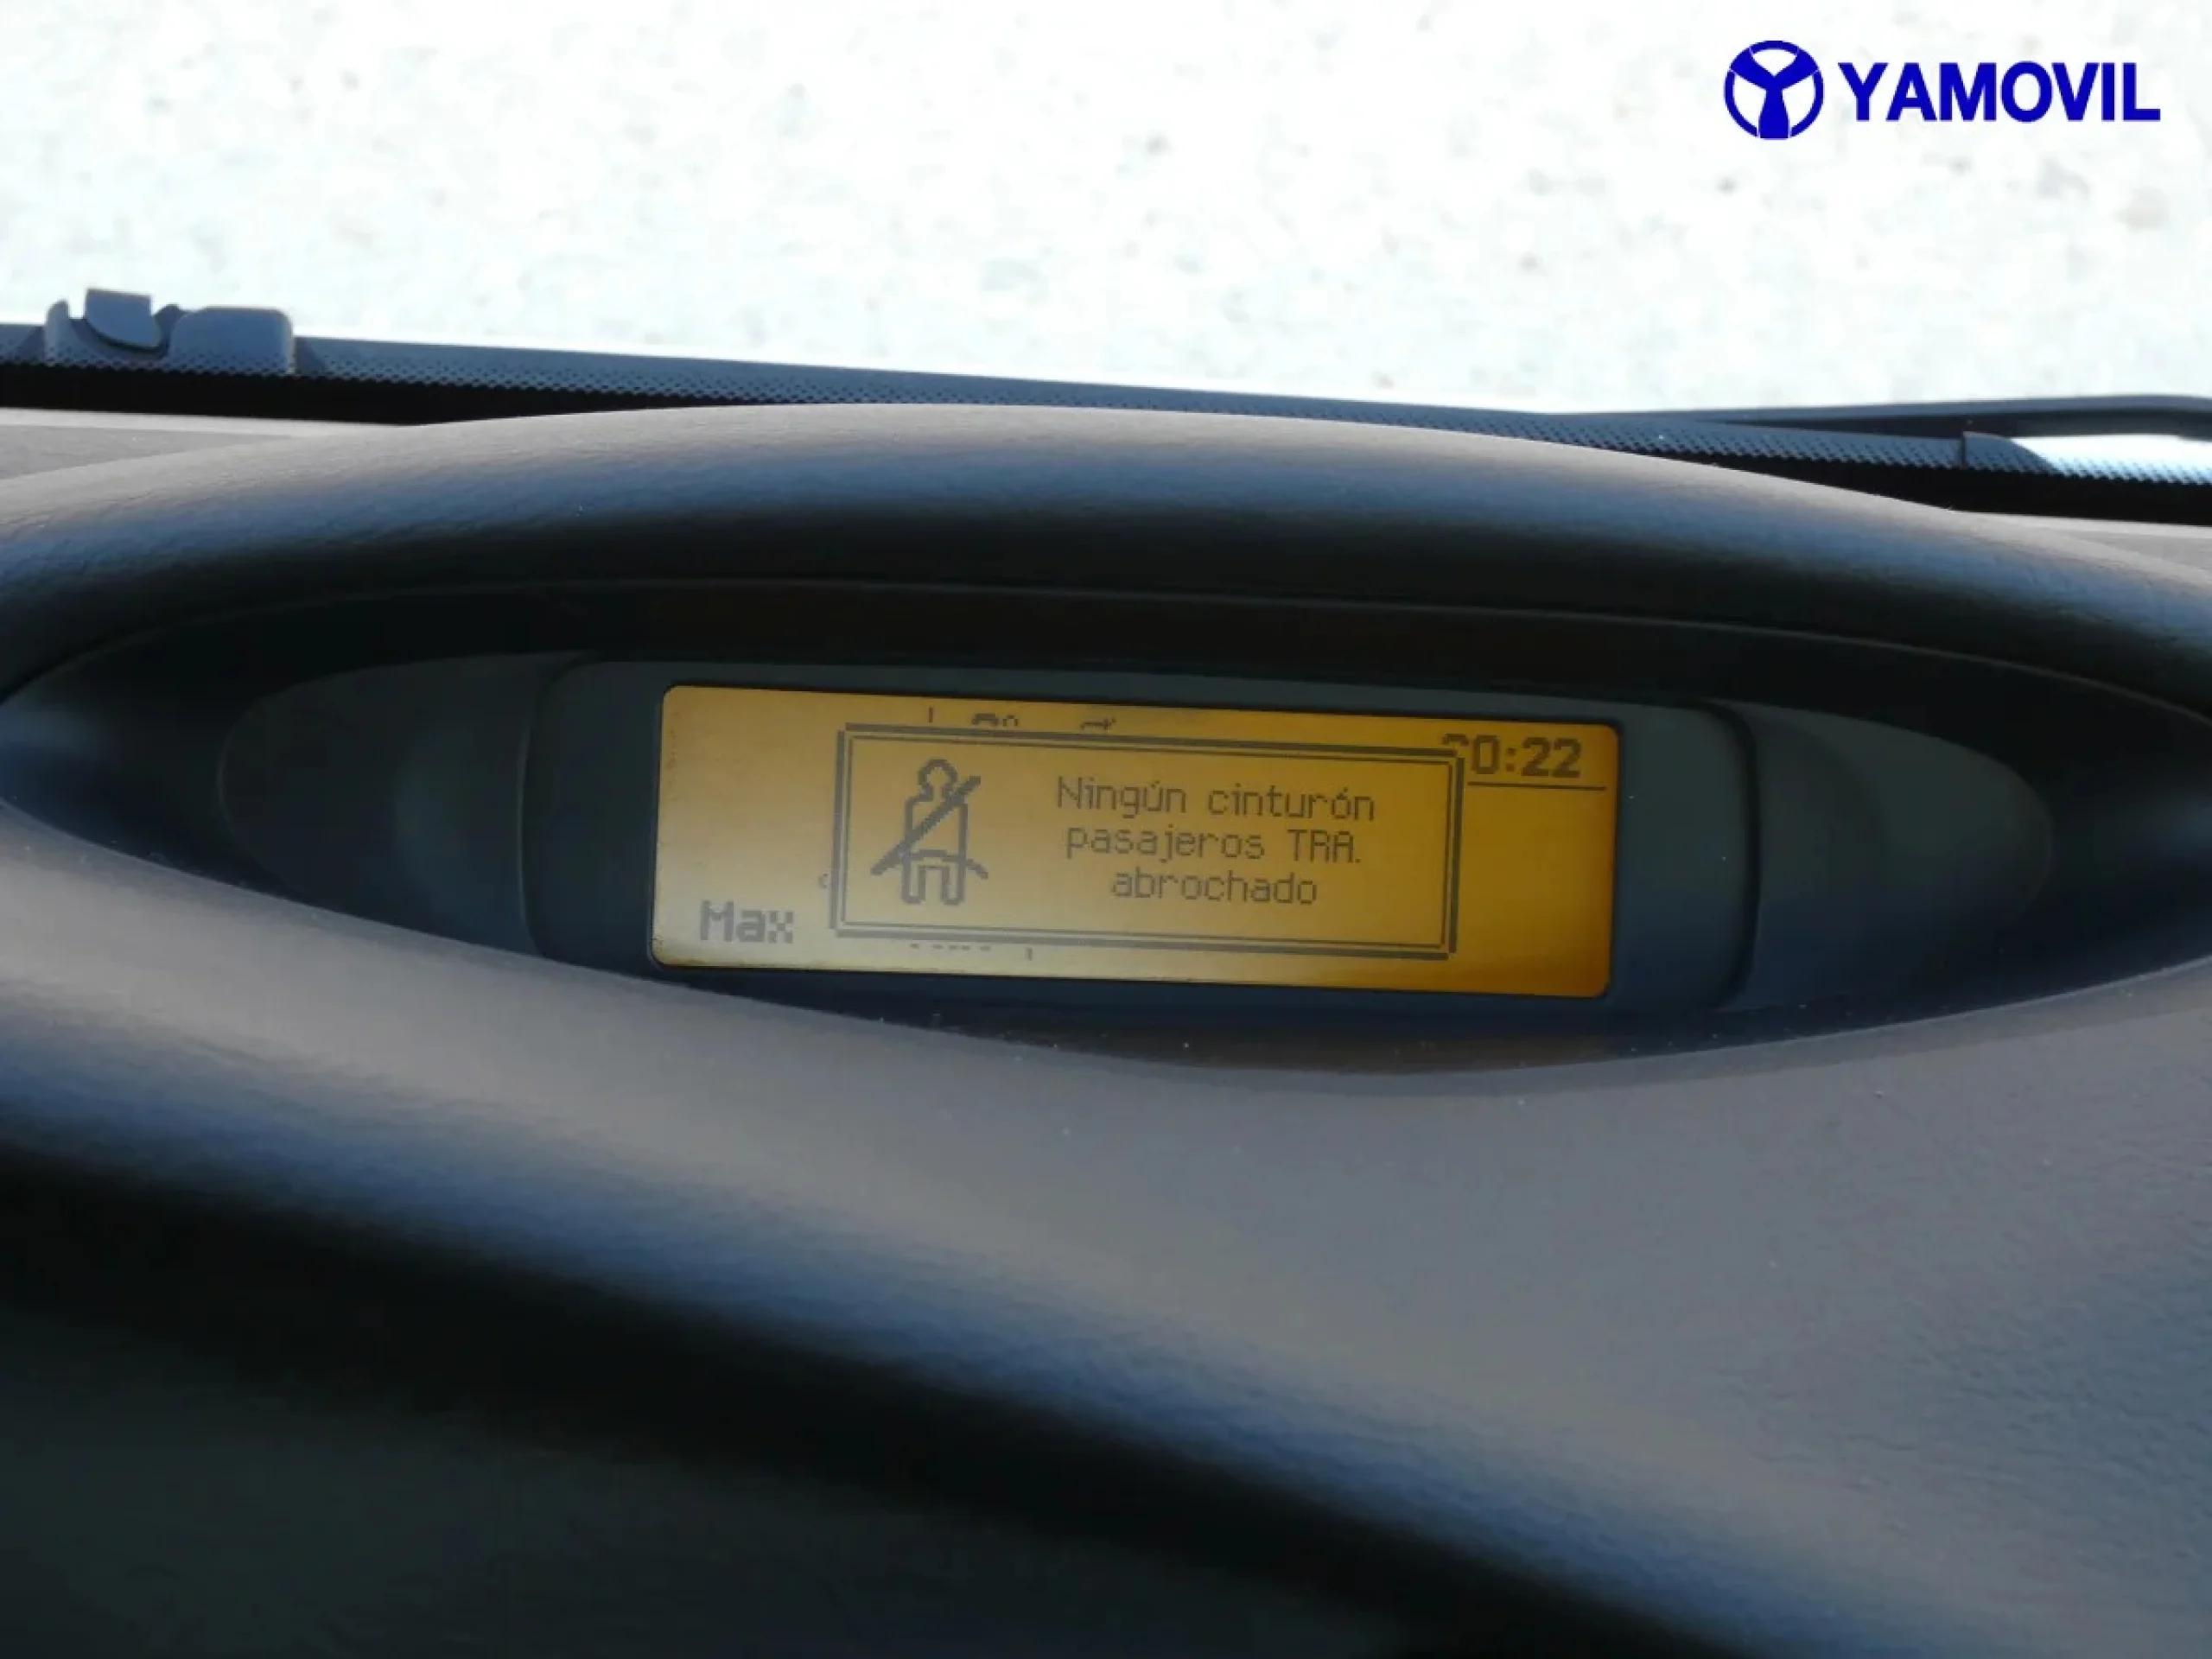 YAMOVIL
0:22
Ningún cinturón
pasajeros TRA.
abrochado
Max